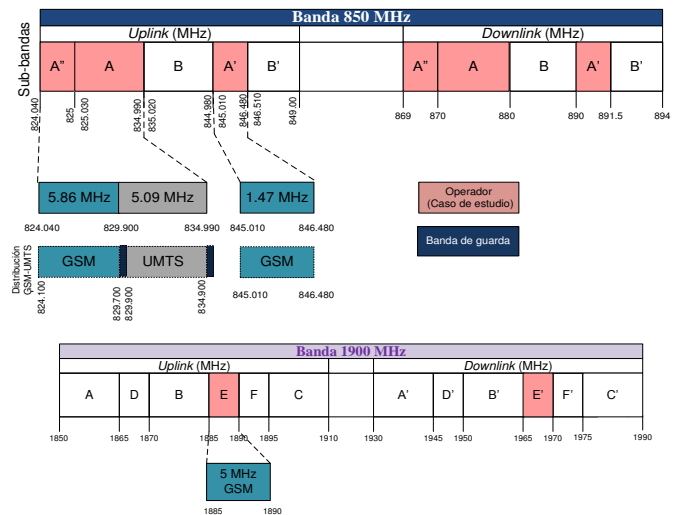 Banda 850 MHz
Uplink (MHz)
Downlink (MHz)
Sub-bandas
A" A B A' B'
A" A B A' B'
824.040 825 825.030 834.990 835.020 844.980 845.010 846.480 846.510 849.00
869 870 880 890 891.5 894
5.86 MHz 5.09 MHz 1.47 MHz
824.040 829.900 834.990 845.010 846.480
Operador
(Caso de estudio)
Banda de guarda
Distribución
GSM-UMTS
GSM UMTS GSM
824.100 829.700 829.900 834.900 845.010 846.480
Banda 1900 MHz
Uplink (MHz)
Downlink (MHz)
A D B E F C
A' D' B' E' F' C'
1850 1865 1870 1885 1890 1895 1910 1930 1945 1950 1965 1970 1975 1990
5 MHz
GSM
1885 1890